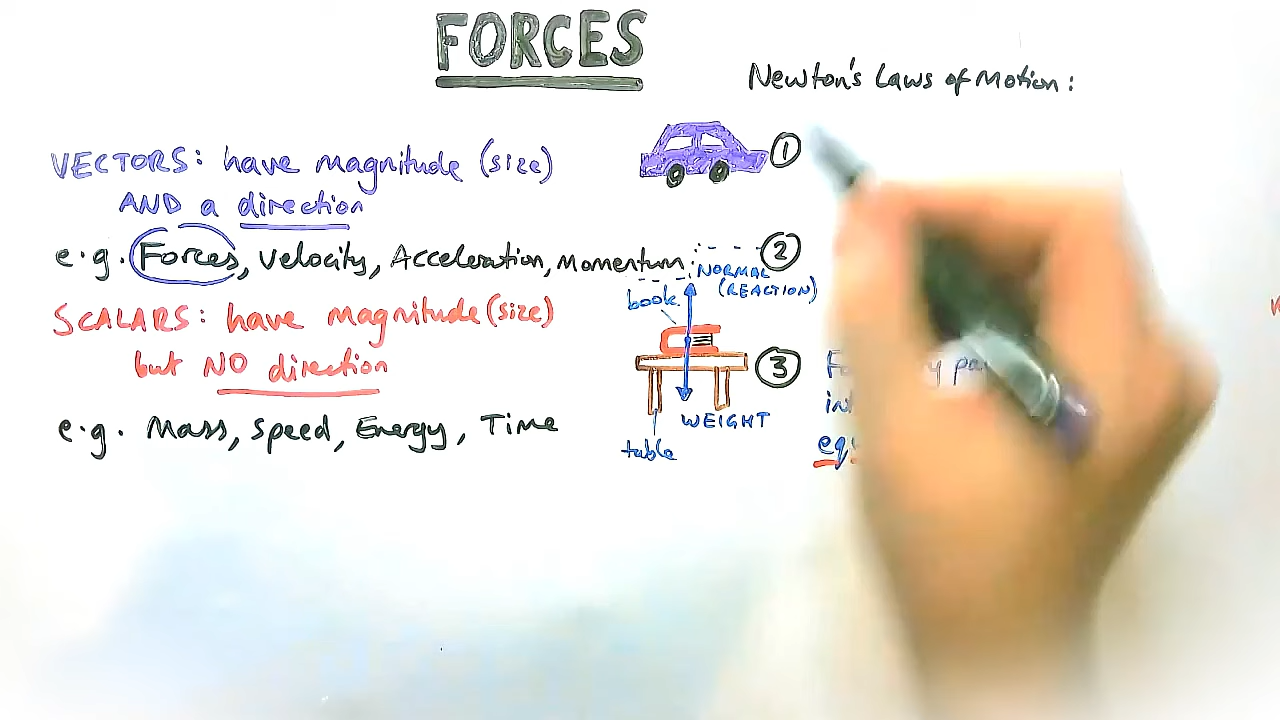 FORCES
Newton's Laws of Motion:
VECTORS: have magnitude (size)
AND a direction
e.g. Forces, Velocity, Acceleration, Momentum.
SCALARS: have magnitude (size)
but NO direction
e.g. Mass, Speed, Energy, Time
1
2
NORMAL
(REACTION)
book
3
WEIGHT
table